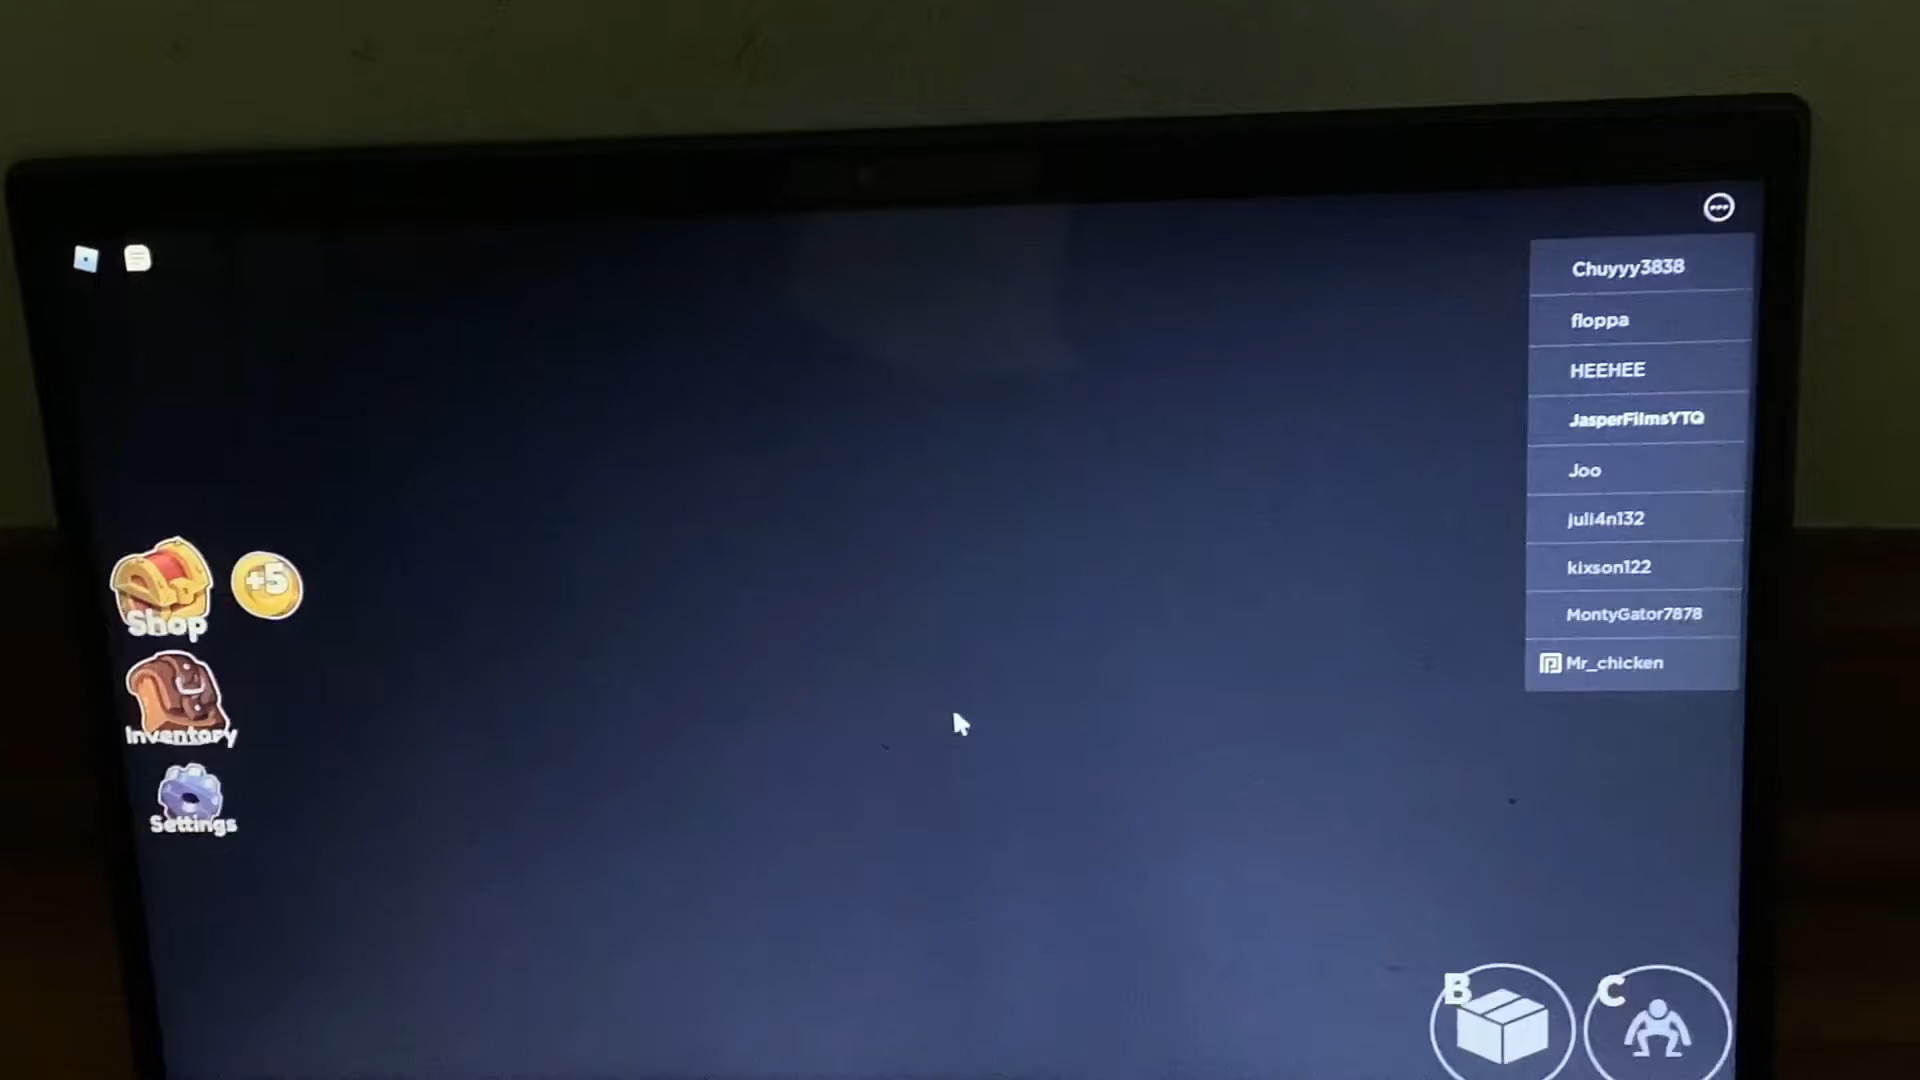 Chuyyy3838
floppa
HEEHEE
JasperFilmsYTQ
Joo
juli4n132
kixson122
MontyGator7878
Mr_chicken
+5
Shop
Inventory
Settings
B
C